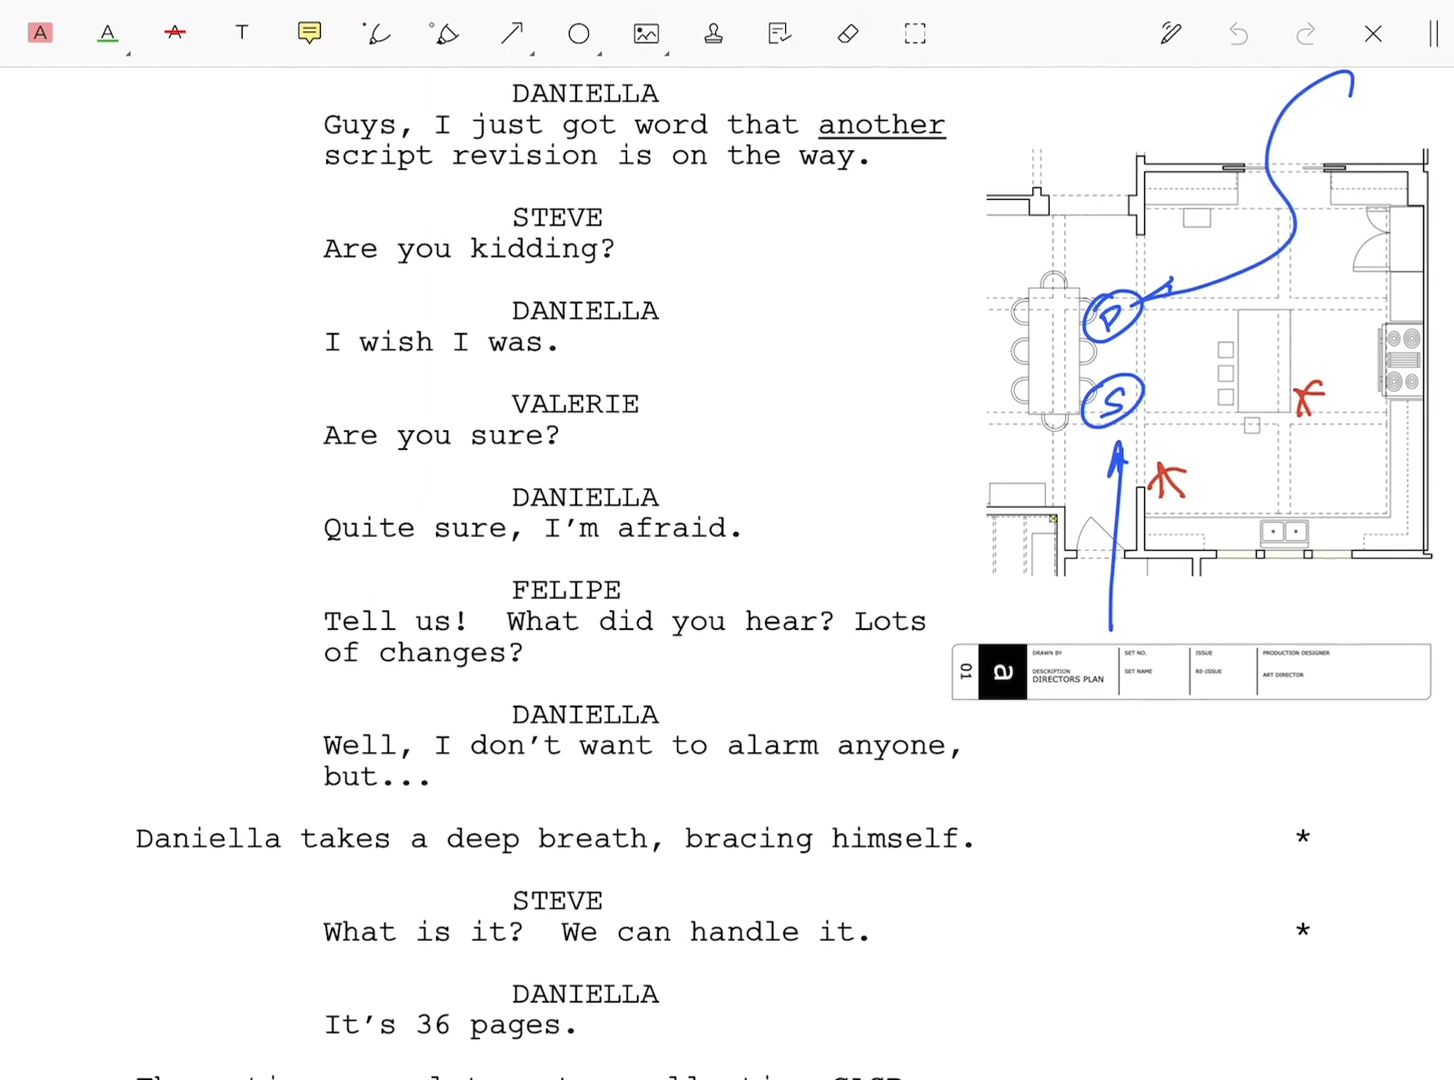 A A A T
DANIELLA
Guys, I just got word that another
script revision is on the way.
STEVE
Are you kidding?
DANIELLA
I wish I was.
VALERIE
Are you sure?
DANIELLA
Quite sure, I’m afraid.
FELIPE
Tell us!  What did you hear? Lots
of changes?
DANIELLA
Well, I don’t want to alarm anyone,
but...
Daniella takes a deep breath, bracing himself. *
STEVE
What is it?  We can handle it. *
DANIELLA
It’s 36 pages.
D
S
01
a
DRAWN BY
DESCRIPTION
DIRECTORS PLAN
SET NO.
SET NAME
ISSUE
RE-ISSUE
PRODUCTION DESIGNER
ART DIRECTOR